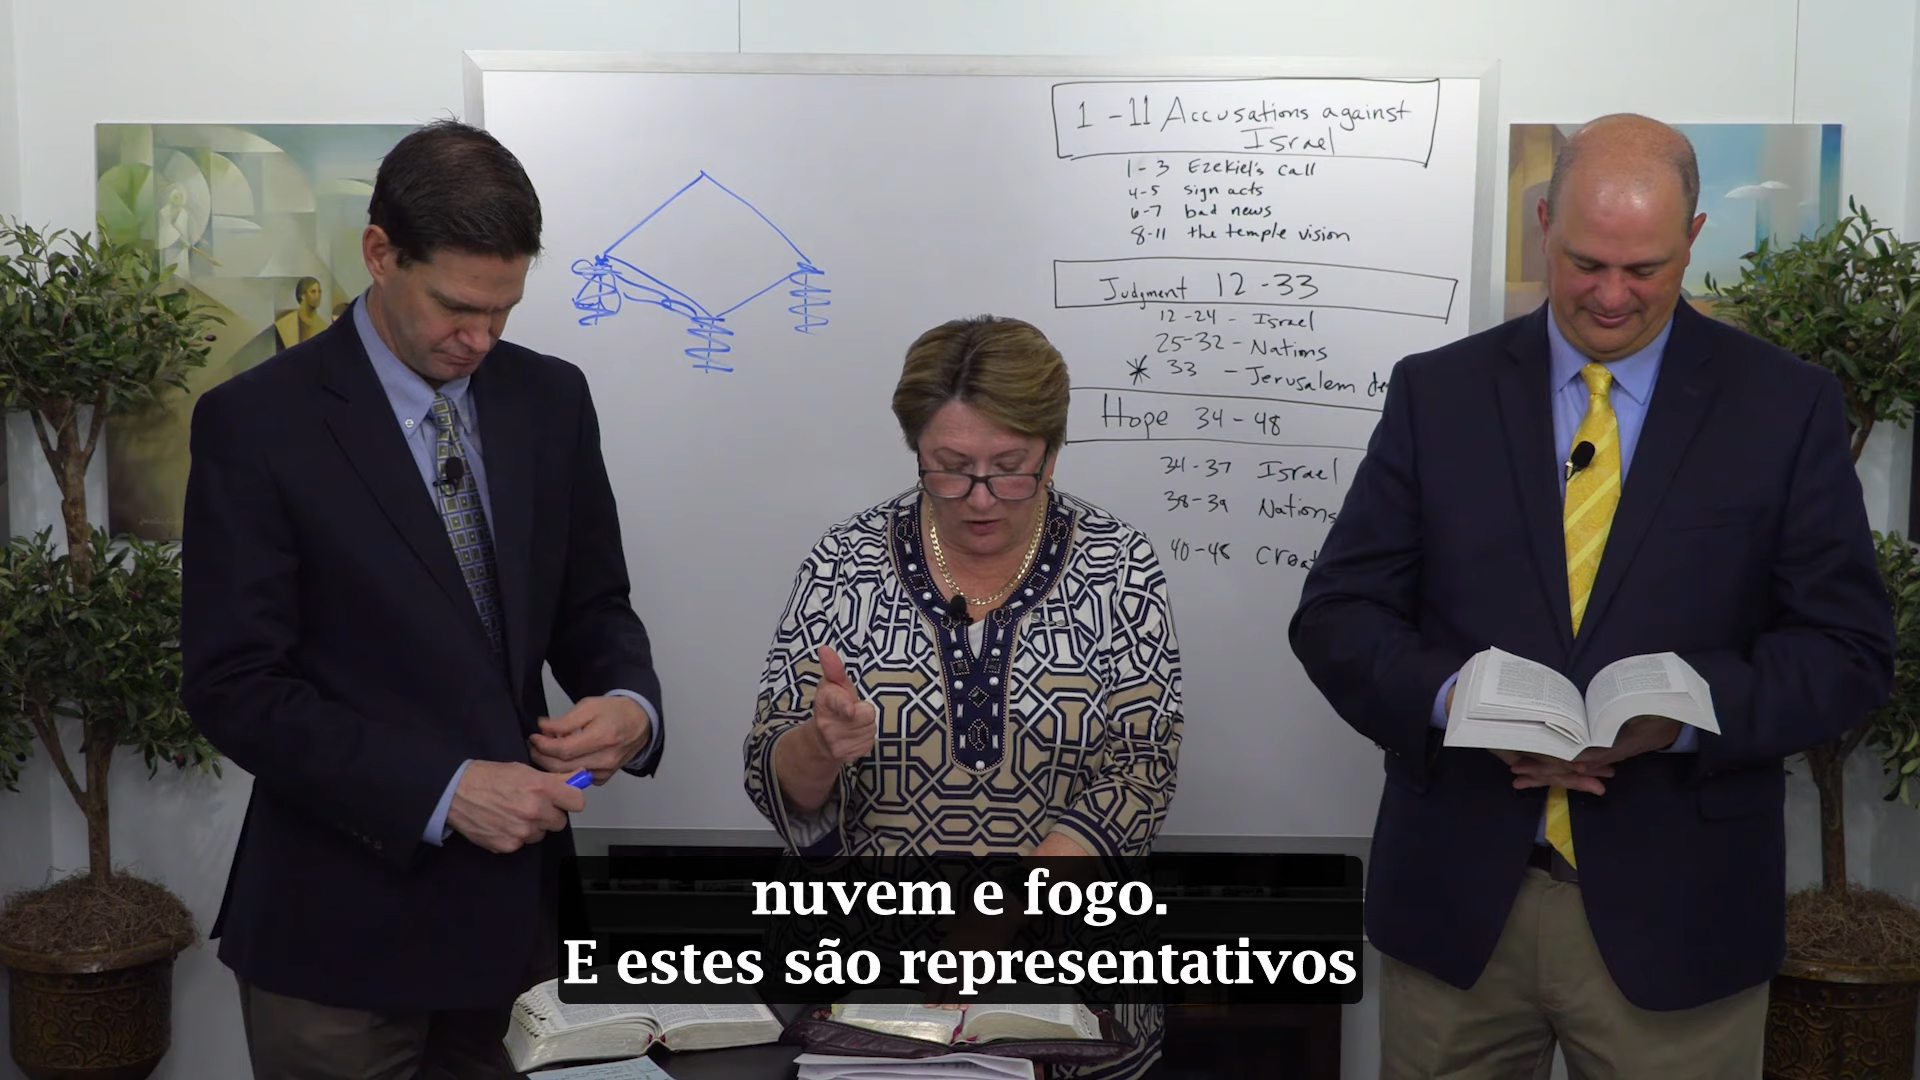 1-11 Accusations against
Israel
1-3 Ezekiel's call
4-5 sign acts
6-7 bad news
8-11 the temple vision
Judgment 12-33
12-24 - Israel
25-32 - Nations
* 33 - Jerusalem
Hope 34-48
34-37 Israel
38-39 Nations
40-48
nuvem e fogo.
E estes são representativos